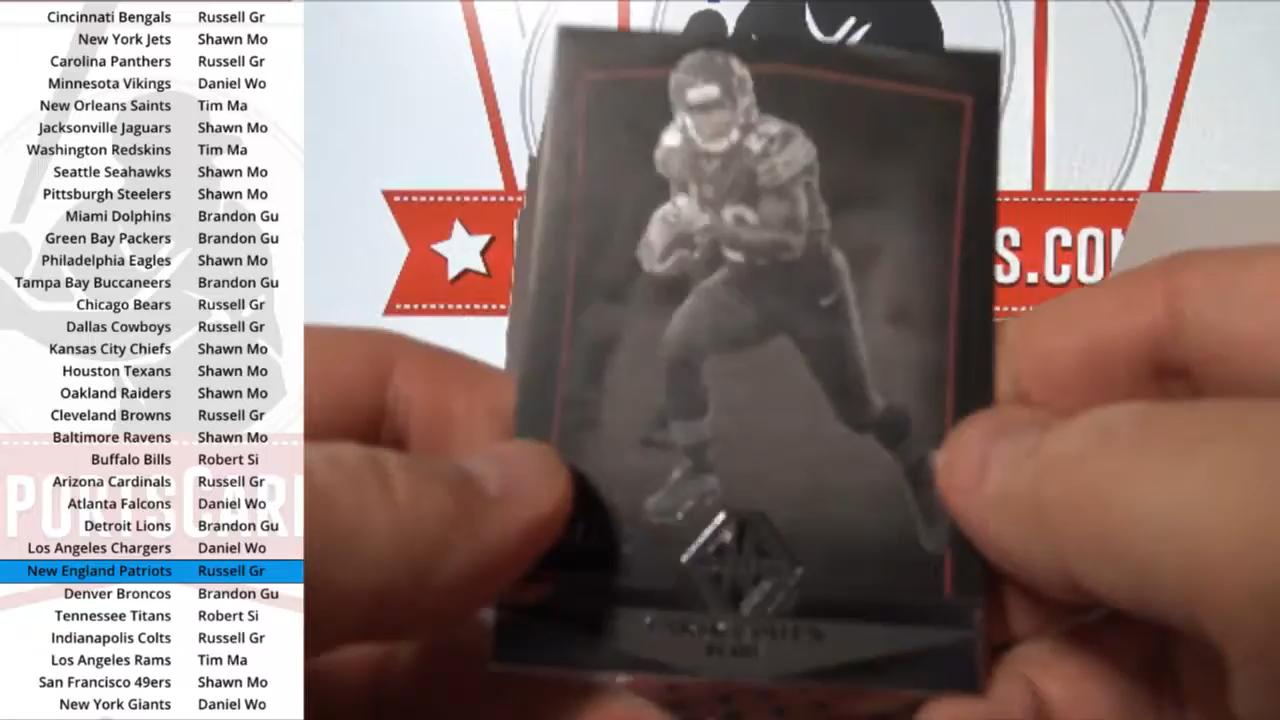 Cincinnati Bengals Russell Gr
New York Jets Shawn Mo
Carolina Panthers Russell Gr
Minnesota Vikings Daniel Wo
New Orleans Saints Tim Ma
Jacksonville Jaguars Shawn Mo
Washington Redskins Tim Ma
Seattle Seahawks Shawn Mo
Pittsburgh Steelers Shawn Mo
Miami Dolphins Brandon Gu
Green Bay Packers Brandon Gu
Philadelphia Eagles Shawn Mo
Tampa Bay Buccaneers Brandon Gu
Chicago Bears Russell Gr
Dallas Cowboys Russell Gr
Kansas City Chiefs Shawn Mo
Houston Texans Shawn Mo
Oakland Raiders Shawn Mo
Cleveland Browns Russell Gr
Baltimore Ravens Shawn Mo
Buffalo Bills Robert Si
Arizona Cardinals Russell Gr
Atlanta Falcons Daniel Wo
Detroit Lions Brandon Gu
Los Angeles Chargers Daniel Wo
New England Patriots Russell Gr
Denver Broncos Brandon Gu
Tennessee Titans Robert Si
Indianapolis Colts Russell Gr
Los Angeles Rams Tim Ma
San Francisco 49ers Shawn Mo
New York Giants Daniel Wo
PORTSCAR
S.CO